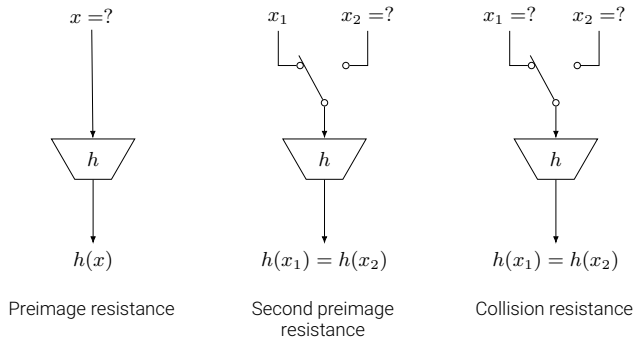 x =?
x₁ x₂ =?
x₁ =? x₂ =?
h
h
h
h(x)
h(x₁) = h(x₂)
h(x₁) = h(x₂)
Preimage resistance
Second preimage
resistance
Collision resistance